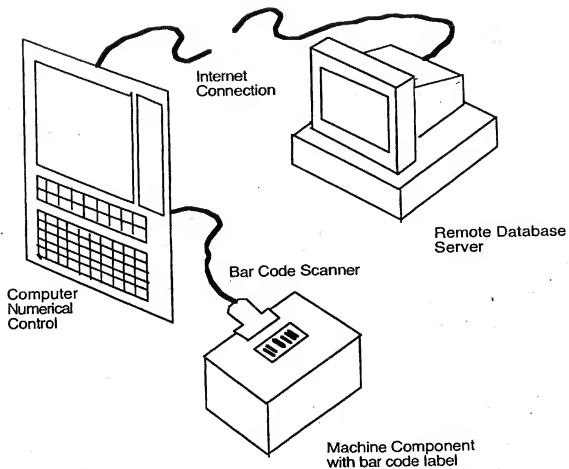 Internet
Connection
Remote Database
Server
Bar Code Scanner
Computer
Numerical
Control
Machine Component
with bar code label